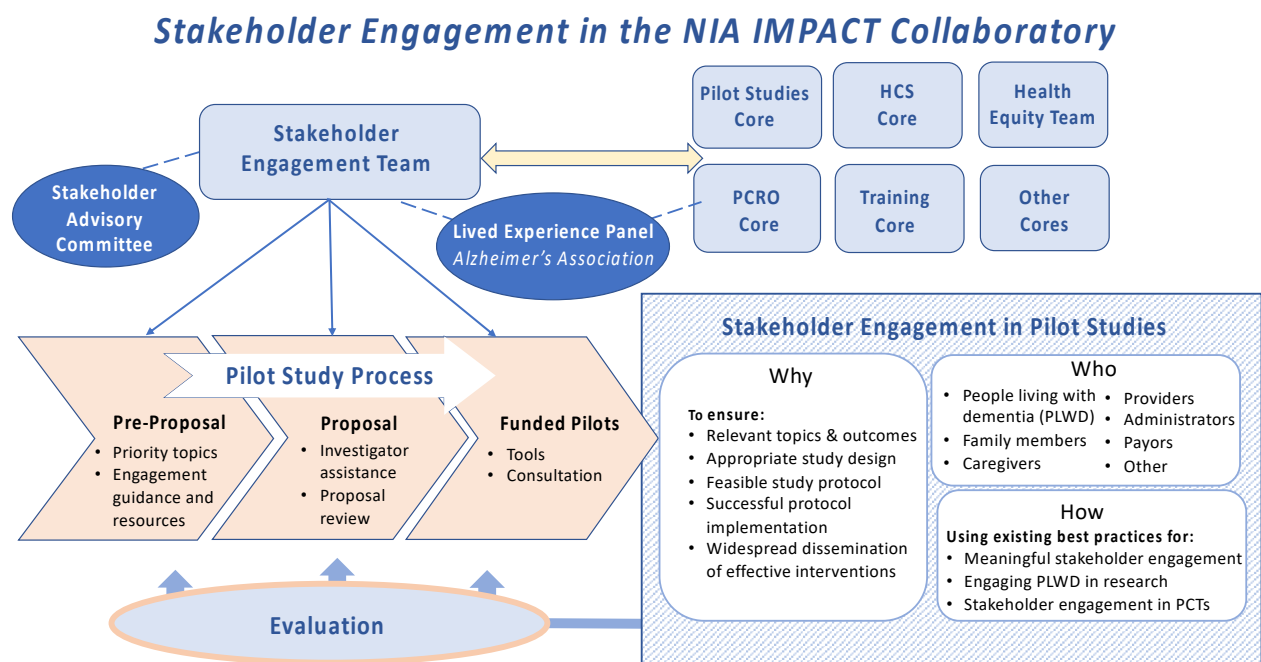 Stakeholder Engagement in the NIA IMPACT Collaboratory
Stakeholder
Engagement Team
Pilot Studies
Core
HCS
Core
Health
Equity Team
PCRO
Core
Training
Core
Other
Cores
Stakeholder
Advisory
Committee
Lived Experience Panel
Alzheimer's Association
Pilot Study Process
Pre-Proposal
• Priority topics
• Engagement
guidance and
resources
Proposal
• Investigator
assistance
• Proposal
review
Funded Pilots
• Tools
• Consultation
Evaluation
Stakeholder Engagement in Pilot Studies
Why
To ensure:
• Relevant topics & outcomes
• Appropriate study design
• Feasible study protocol
• Successful protocol
implementation
• Widespread dissemination
of effective interventions
Who
• People living with
dementia (PLWD)
• Family members
• Caregivers
• Providers
• Administrators
• Payors
• Other
How
Using existing best practices for:
• Meaningful stakeholder engagement
• Engaging PLWD in research
• Stakeholder engagement in PCTs